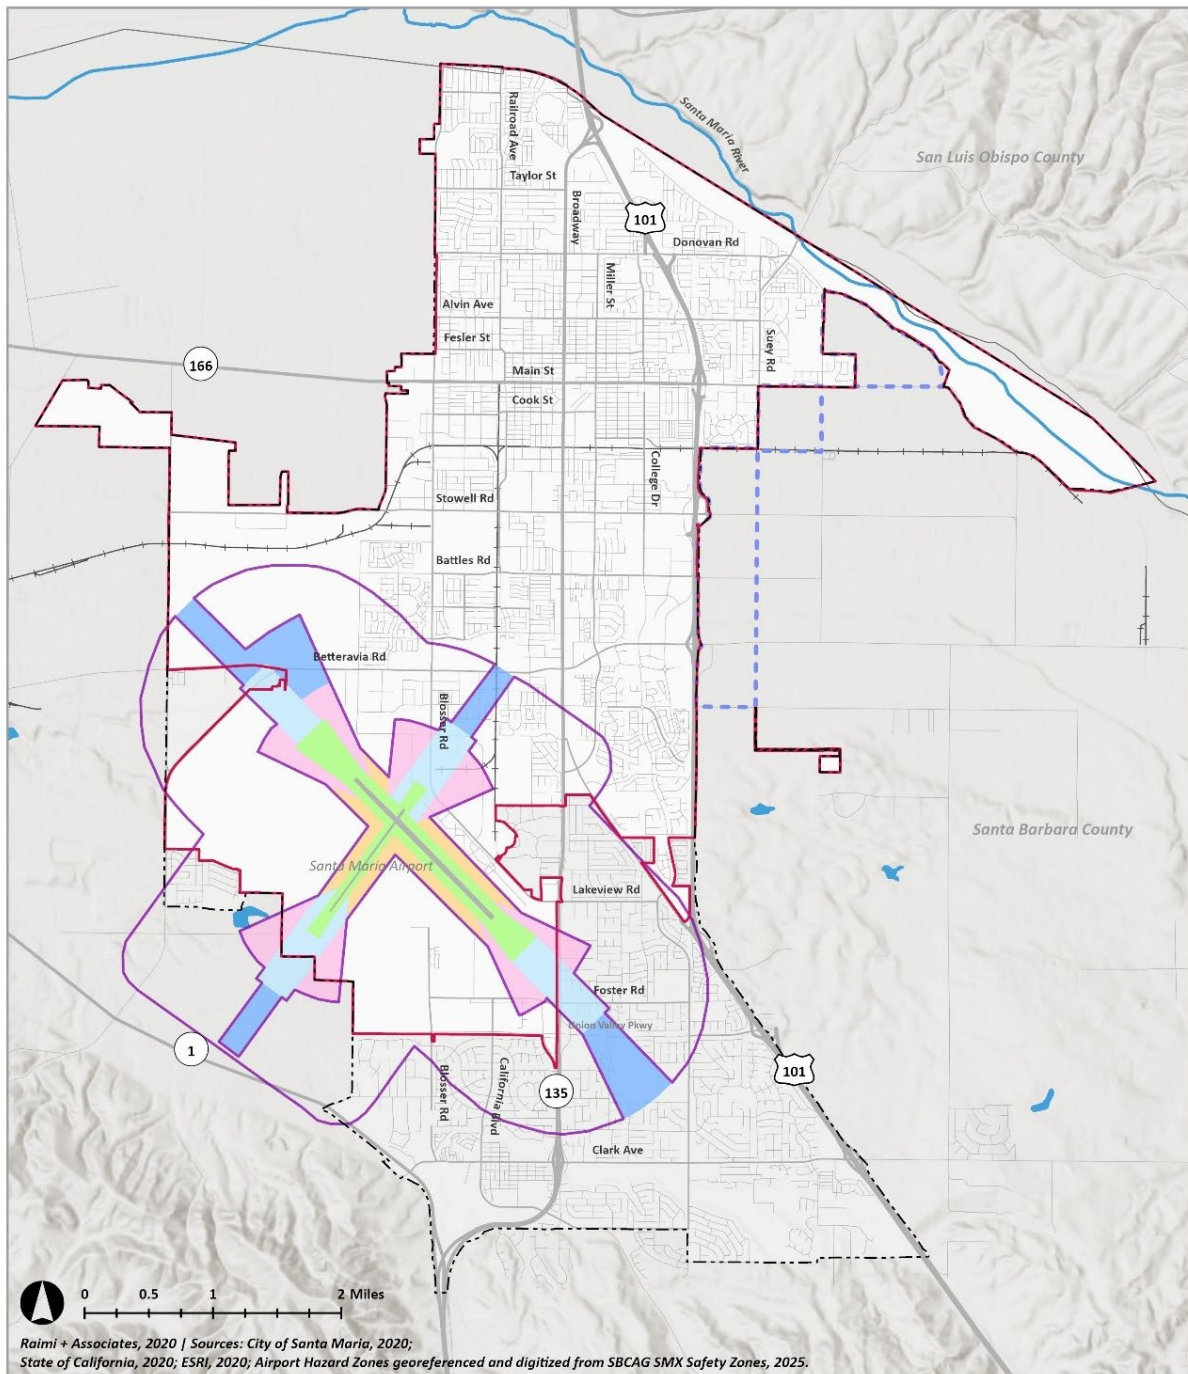 Santa Maria River
San Luis Obispo County
Railroad Ave
Taylor St
Broadway
101
Donovan Rd
Miller St
Alvin Ave
Fesler St
Suey Rd
166
Main St
Cook St
College Dr
Stowell Rd
Battles Rd
Betteravia Rd
Blosser Rd
Santa Barbara County
Santa Maria Airport
Lakeview Rd
Foster Rd
Union Valley Pkwy
1
101
Blosser Rd
California Blvd
135
Clark Ave
0 0.5 1 2 Miles
Raimi + Associates, 2020 | Sources: City of Santa Maria, 2020;
State of California, 2020; ESRI, 2020; Airport Hazard Zones georeferenced and digitized from SBCAG SMX Safety Zones, 2025.